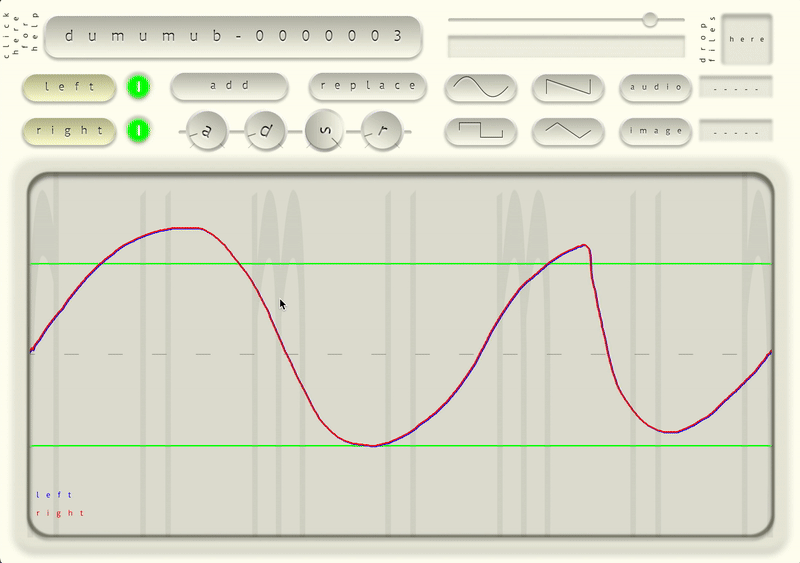 click here for help
dumumub-0000003
drop files
here
left
add
replace
audio
-----
right
a
d
s
r
image
-----
left
right